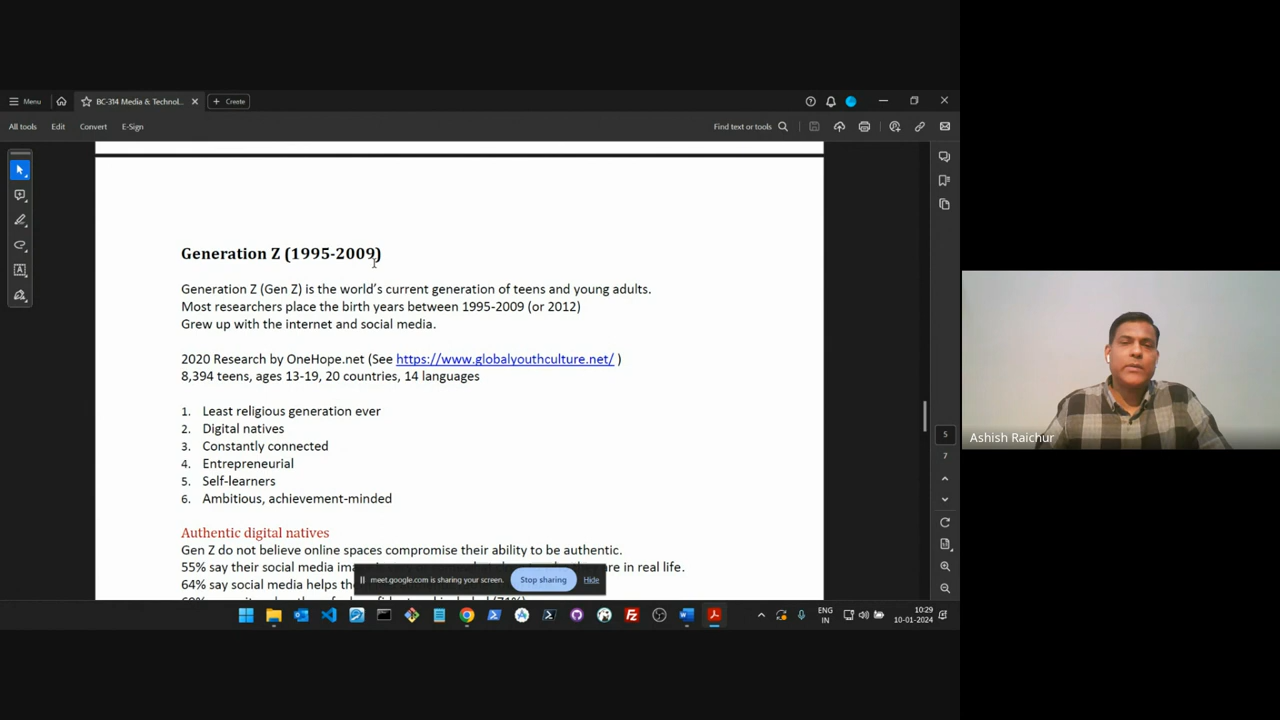 Menu
BC-314 Media & Technol...
Create
All tools
Edit
Convert
E-Sign
Find text or tools
Generation Z (1995-2009)
Generation Z (Gen Z) is the world's current generation of teens and young adults.
Most researchers place the birth years between 1995-2009 (or 2012)
Grew up with the internet and social media.
2020 Research by OneHope.net (See https://www.globalyouthculture.net/ )
8,394 teens, ages 13-19, 20 countries, 14 languages
1. Least religious generation ever
2. Digital natives
3. Constantly connected
4. Entrepreneurial
5. Self-learners
6. Ambitious, achievement-minded
Authentic digital natives
Gen Z do not believe online spaces compromise their ability to be authentic.
55% say their social media are in real life.
64% say social media helps
meet.google.com is sharing your screen.
Stop sharing
Hide
5
7
Ashish Raichur
ENG
IN
10:29
10-01-2024